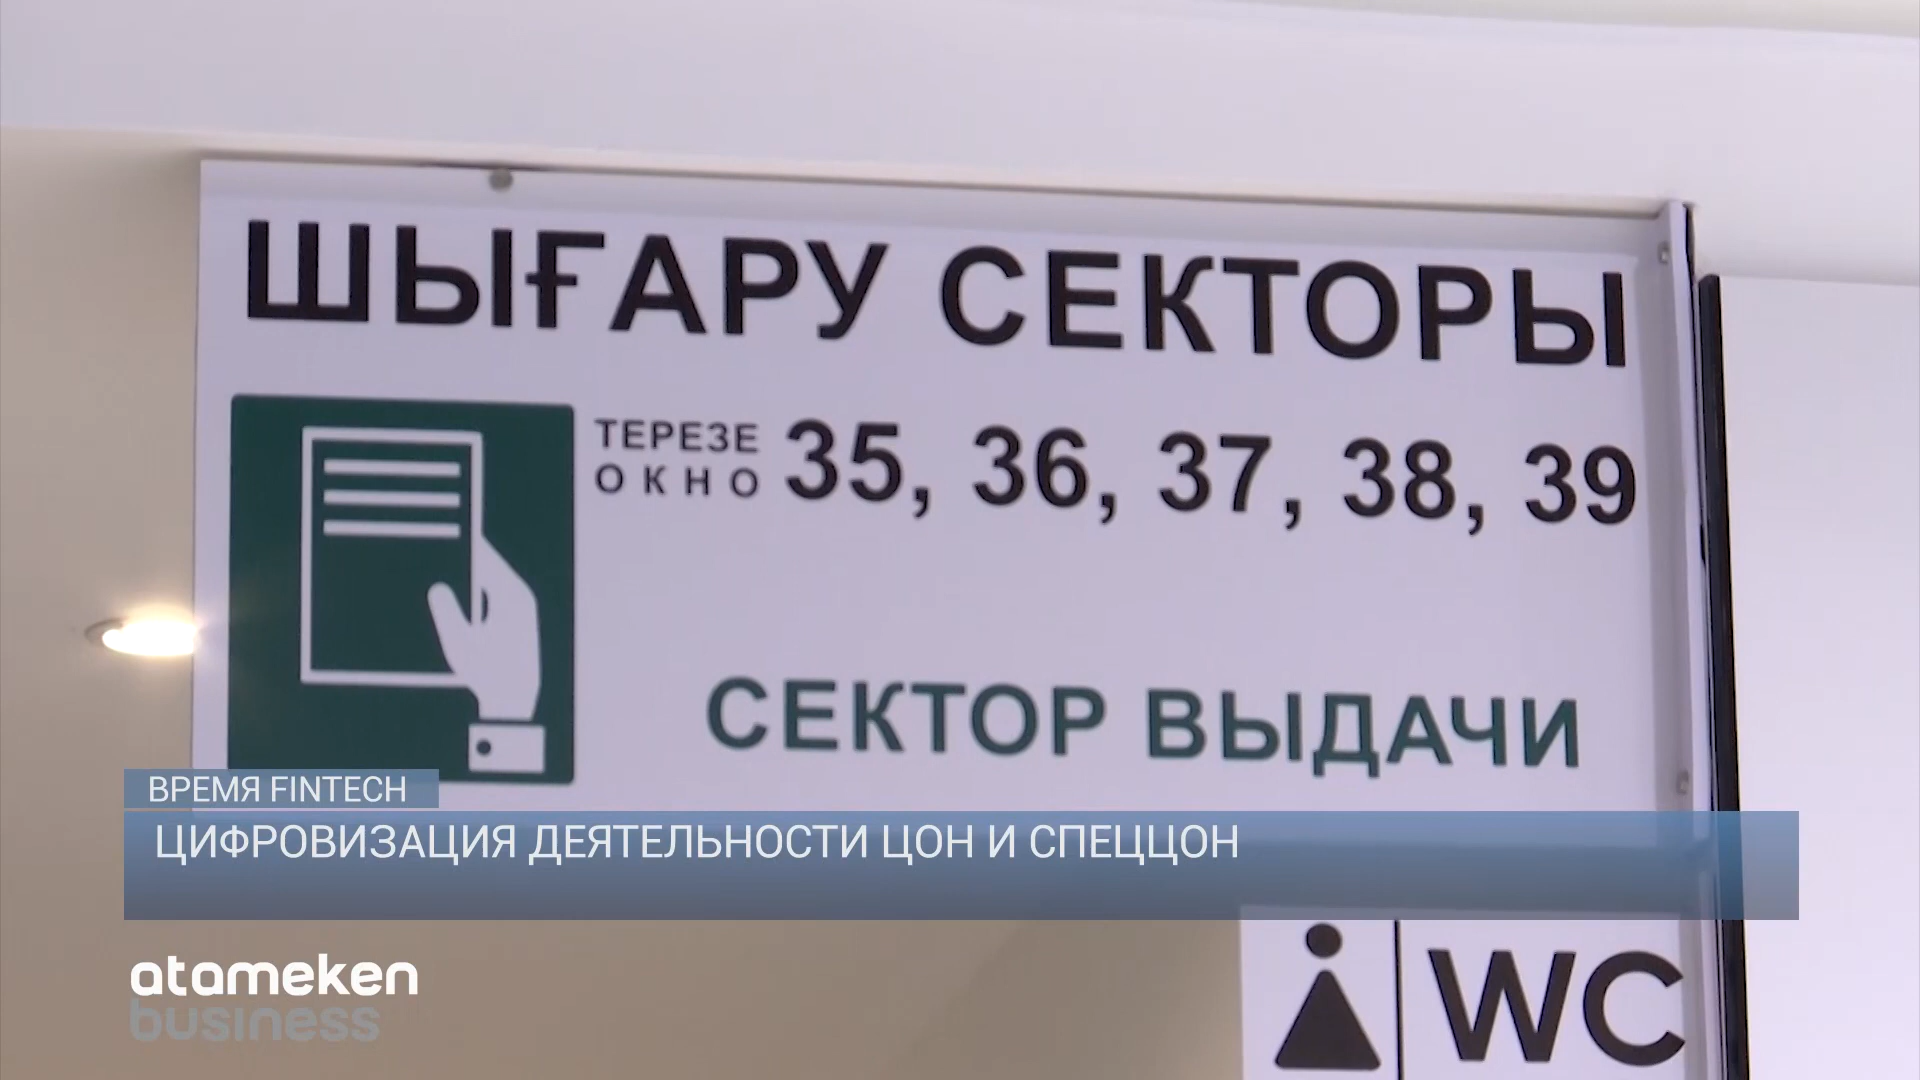 ШЫҒАРУ СЕКТОРЫ
ТЕРЕЗЕ
ОКНО
35, 36, 37, 38, 39
СЕКТОР ВЫДАЧИ
ВРЕМЯ FINTECH
ЦИФРОВИЗАЦИЯ ДЕЯТЕЛЬНОСТИ ЦОН И СПЕЦЦОН
atameken
business
WC